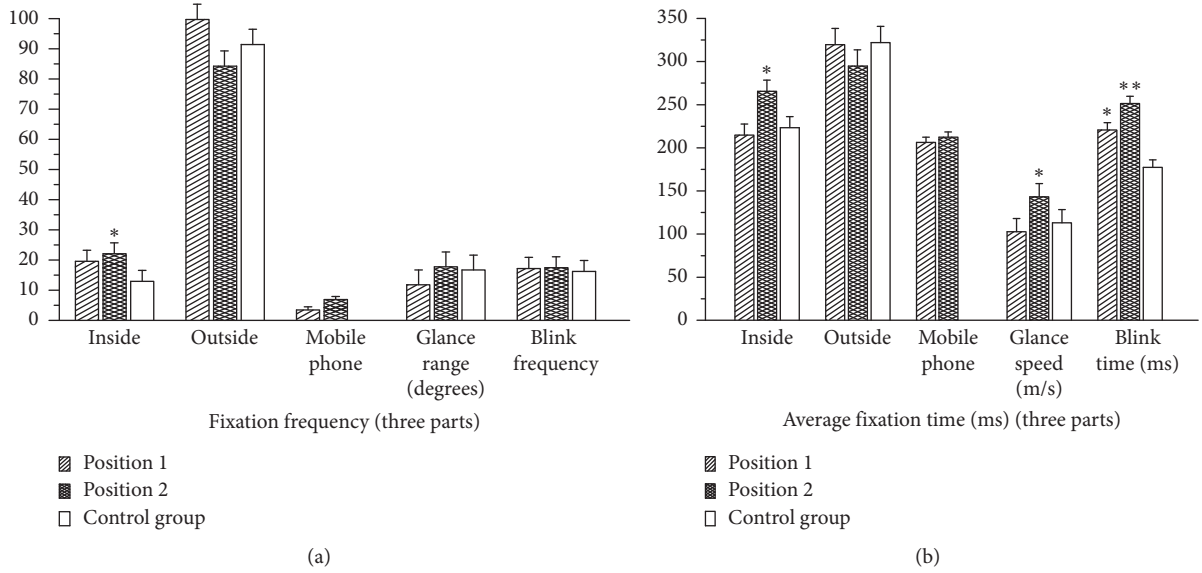 100
90
80
70
60
50
40
30
20
10
0
*
Inside
Outside
Mobile
phone
Glance
range
(degrees)
Blink
frequency
Fixation frequency (three parts)
Position 1
Position 2
Control group
(a)
350
300
250
200
150
100
50
0
*
*
*
**
Inside
Outside
Mobile
phone
Glance
speed
(m/s)
Blink
time (ms)
Average fixation time (ms) (three parts)
Position 1
Position 2
Control group
(b)